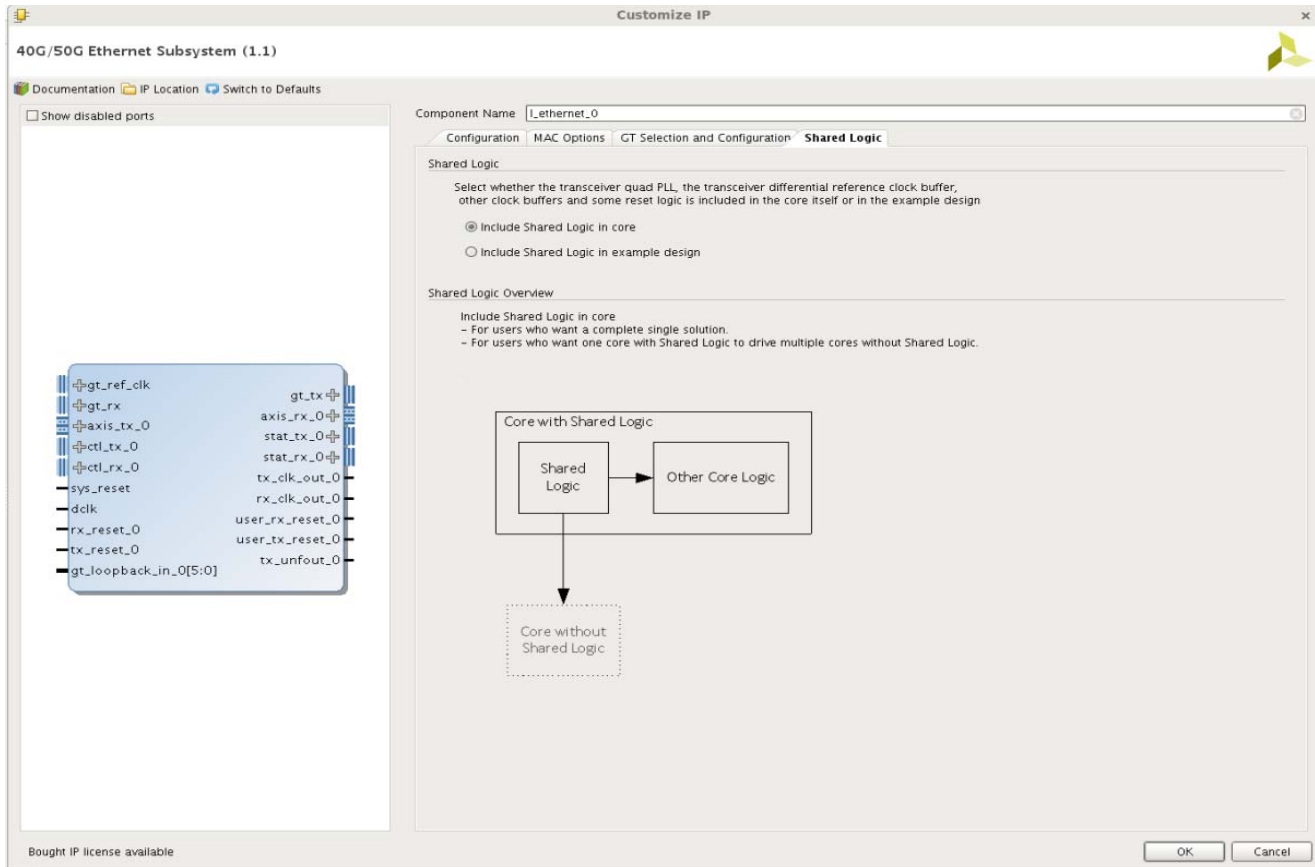 Customize IP
40G/50G Ethernet Subsystem (1.1)
Documentation IP Location Switch to Defaults
Show disabled ports
gt_ref_clk
gt_rx
axis_tx_0
ctl_tx_0
ctl_rx_0
sys_reset
dclk
rx_reset_0
tx_reset_0
gt_loopback_in_0[5:0]
gt_tx
axis_rx_0
stat_tx_0
stat_rx_0
tx_clk_out_0
rx_clk_out_0
user_rx_reset_0
user_tx_reset_0
tx_unfout_0
Component Name l_ethernet_0
Configuration MAC Options GT Selection and Configuration Shared Logic
Shared Logic
Select whether the transceiver quad PLL, the transceiver differential reference clock buffer,
other clock buffers and some reset logic is included in the core itself or in the example design
Include Shared Logic in core
Include Shared Logic in example design
Shared Logic Overview
Include Shared Logic in core
– For users who want a complete single solution.
– For users who want one core with Shared Logic to drive multiple cores without Shared Logic.
Core with Shared Logic
Shared
Logic
Other Core Logic
Core without
Shared Logic
Bought IP license available
OK Cancel